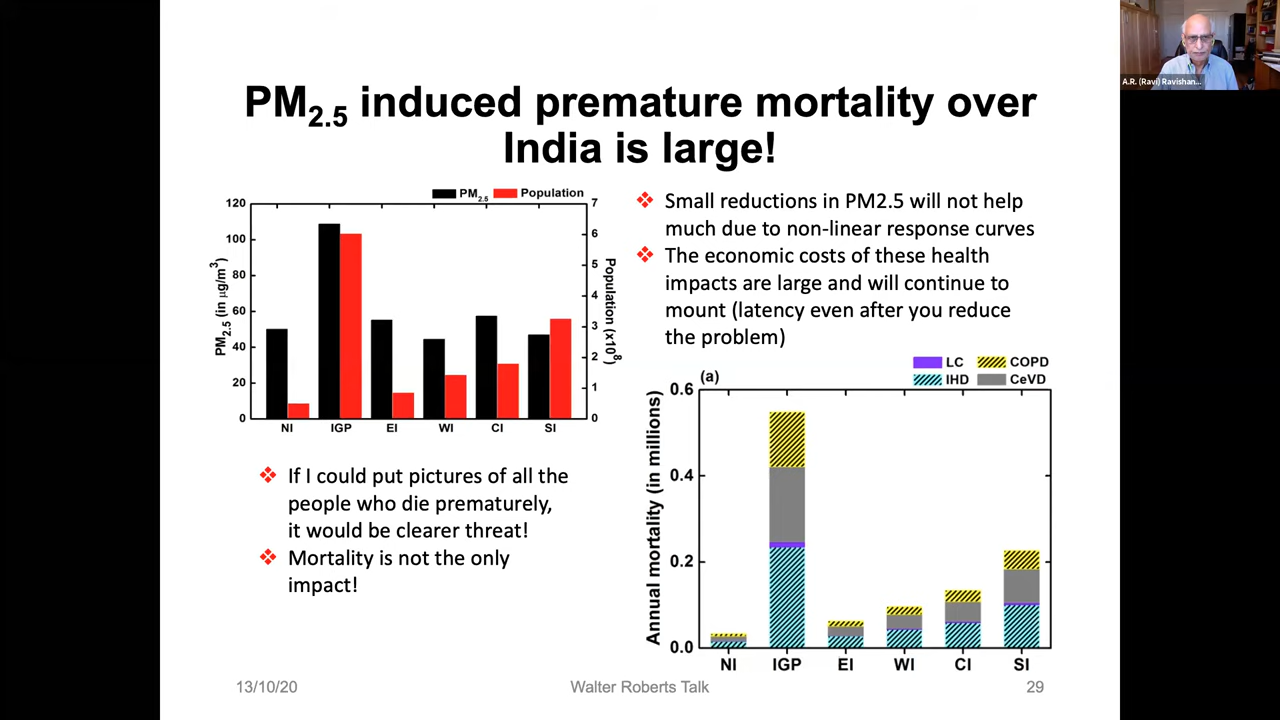 A.R. (Ravi) Ravishan...
PM2.5 induced premature mortality over
India is large!
PM2.5 Population
120
100
80
60
40
20
0
PM2.5 (in µg/m3)
7
6
5
4
3
2
1
0
Population (x108)
NI IGP EI WI CI SI
❖ Small reductions in PM2.5 will not help
much due to non-linear response curves
❖ The economic costs of these health
impacts are large and will continue to
mount (latency even after you reduce
the problem)
❖ If I could put pictures of all the
people who die prematurely,
it would be clearer threat!
❖ Mortality is not the only
impact!
(a)
LC COPD
IHD CeVD
0.6
0.4
0.2
0.0
Annual mortality (in millions)
NI IGP EI WI CI SI
13/10/20 Walter Roberts Talk 29